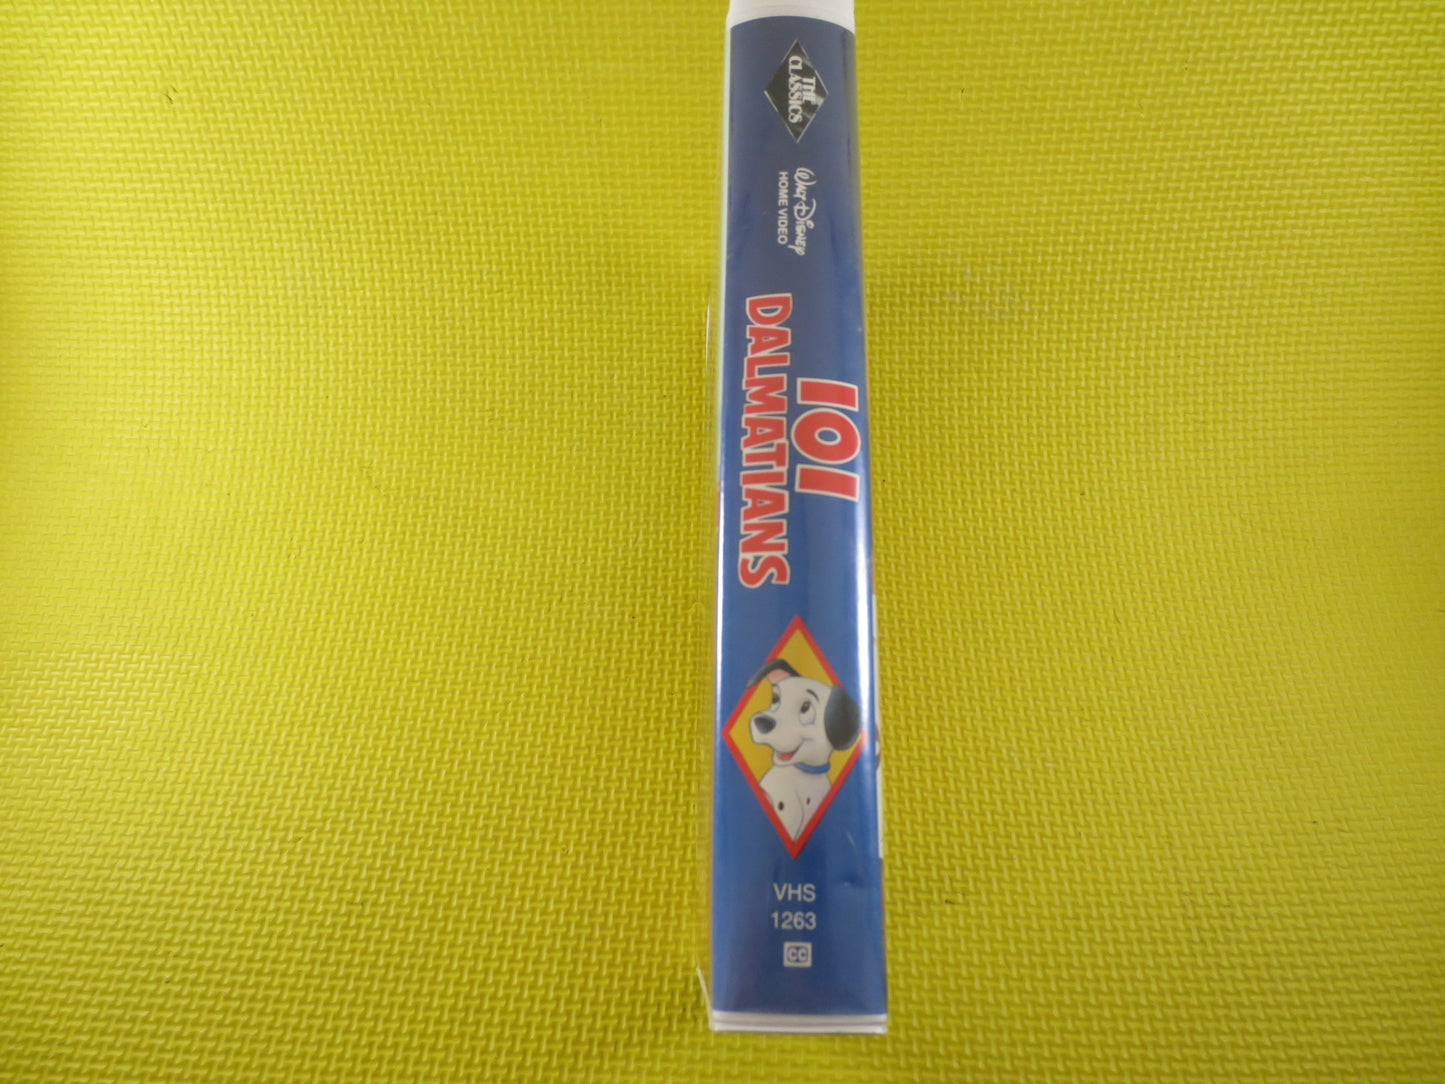 THE
CLASSICS
Walt Disney
HOME VIDEO
101
DALMATIANS
VHS
1263
CC